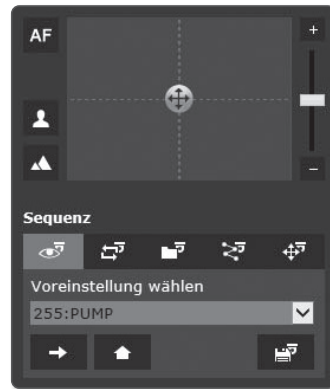 AF
+
-
Sequenz
Voreinstellung wählen
255:PUMP